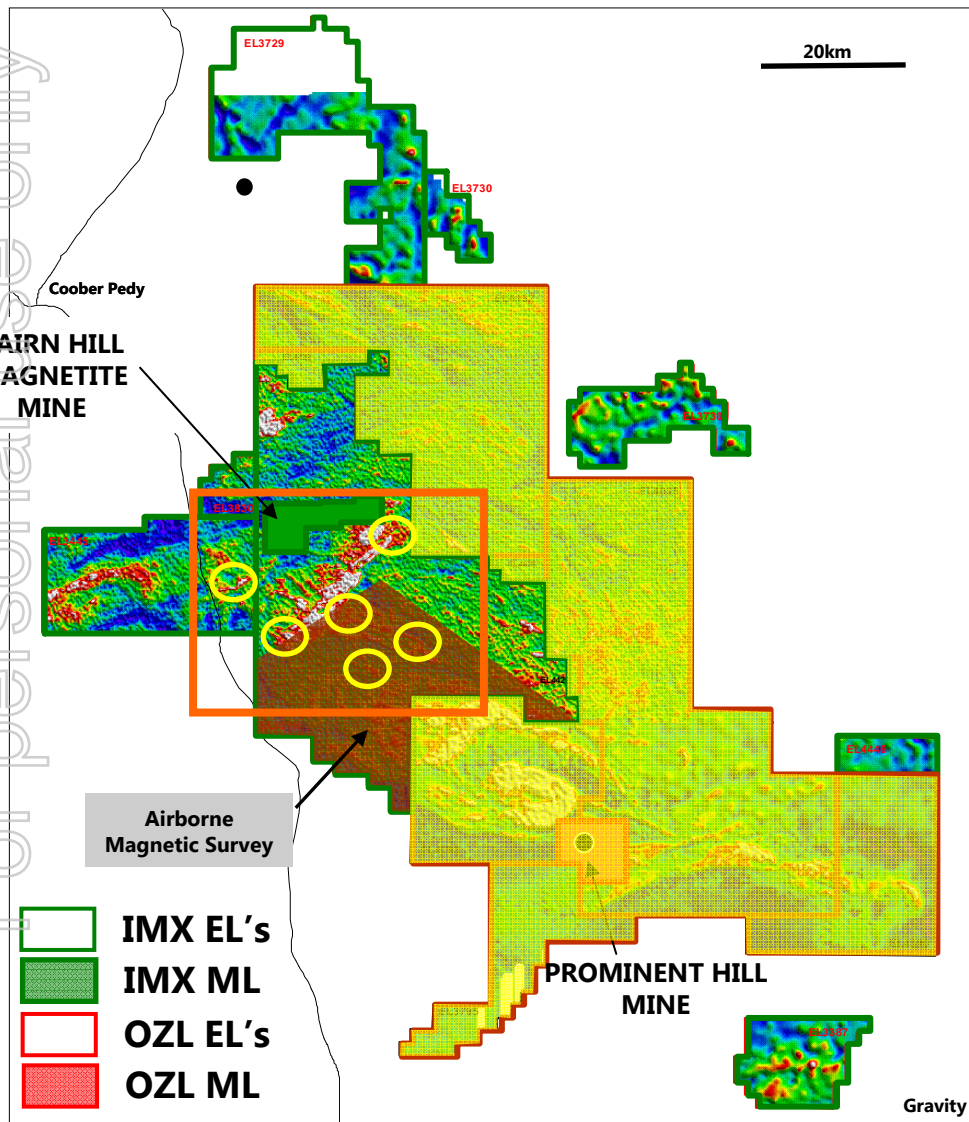 EL3729
20km
EL3730
Coober Pedy
AIRN HILL
AGNETITE
MINE
Airborne
Magnetic Survey
IMX EL's
IMX ML
OZL EL's
OZL ML
PROMINENT HILL
MINE
Gravity